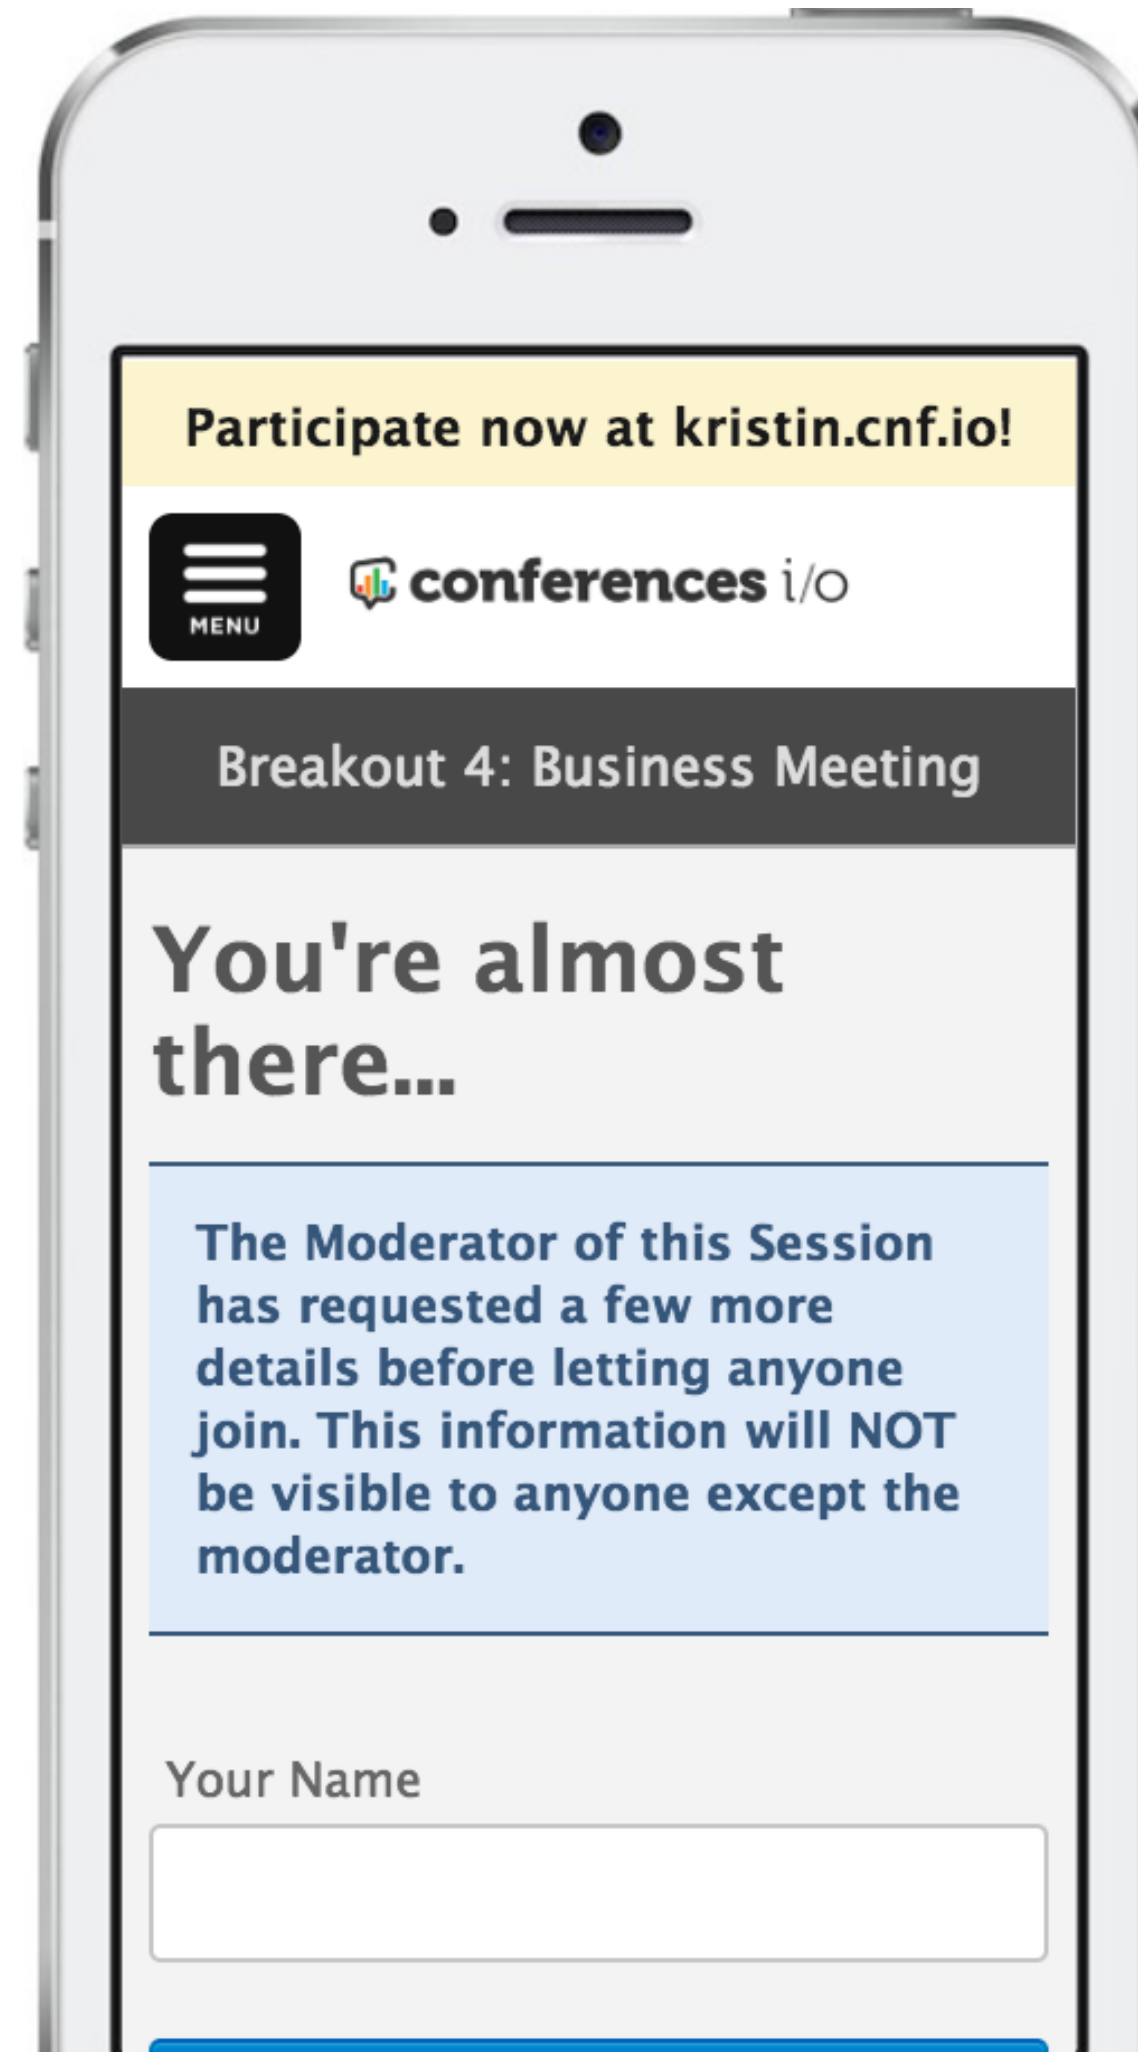 Participate now at kristin.cnf.io!
MENU
conferences i/o
Breakout 4: Business Meeting
You're almost
there...
The Moderator of this Session
has requested a few more
details before letting anyone
join. This information will NOT
be visible to anyone except the
moderator.
Your Name